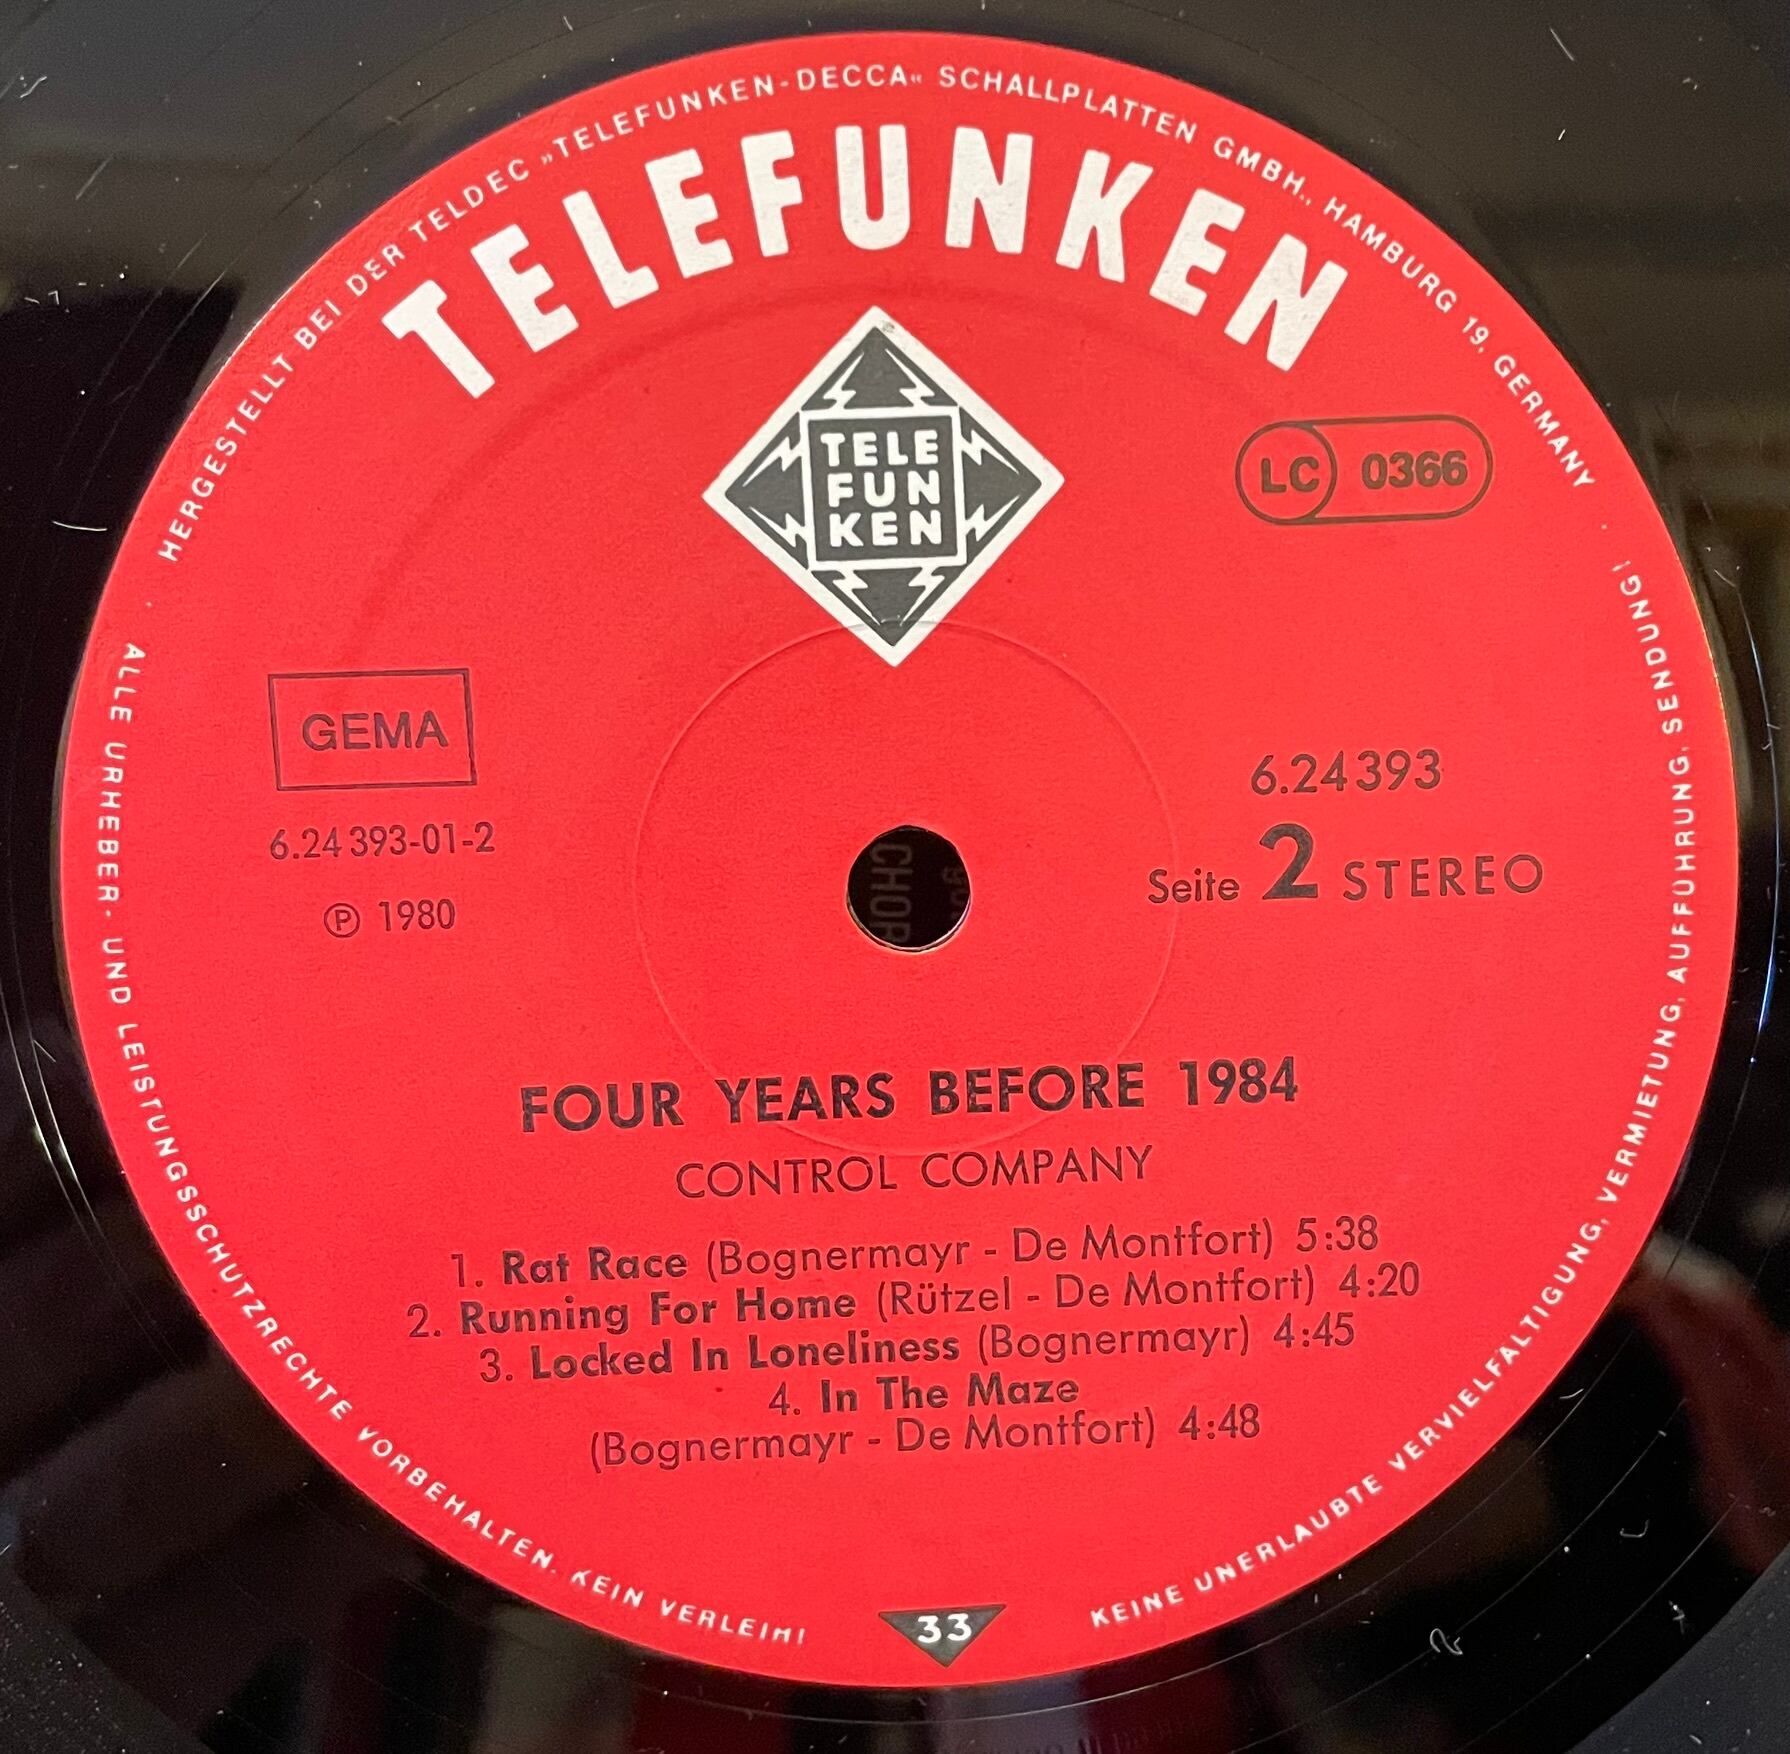 HERGESTELLT BEI DER TELDEC »TELEFUNKEN-DECCA« SCHALLPLATTEN GMBH., HAMBURG 19, GERMANY
TELEFUNKEN
TELE
FUN
KEN
LC 0366
GEMA
6.24393
6.24393-01-2
Seite 2 STEREO
℗ 1980
CHOR
FOUR YEARS BEFORE 1984
CONTROL COMPANY
1. Rat Race (Bognermayr - De Montfort) 5:38
2. Running For Home (Rützel - De Montfort) 4:20
3. Locked In Loneliness (Bognermayr) 4:45
4. In The Maze
(Bognermayr - De Montfort) 4:48
33
ALLE URHEBER- UND LEISTUNGSSCHUTZRECHTE VORBEHALTEN. KEIN VERLEIH!
KEINE UNERLAUBTE VERVIELFÄLTIGUNG, VERMIETUNG, AUFFÜHRUNG, SENDUNG!